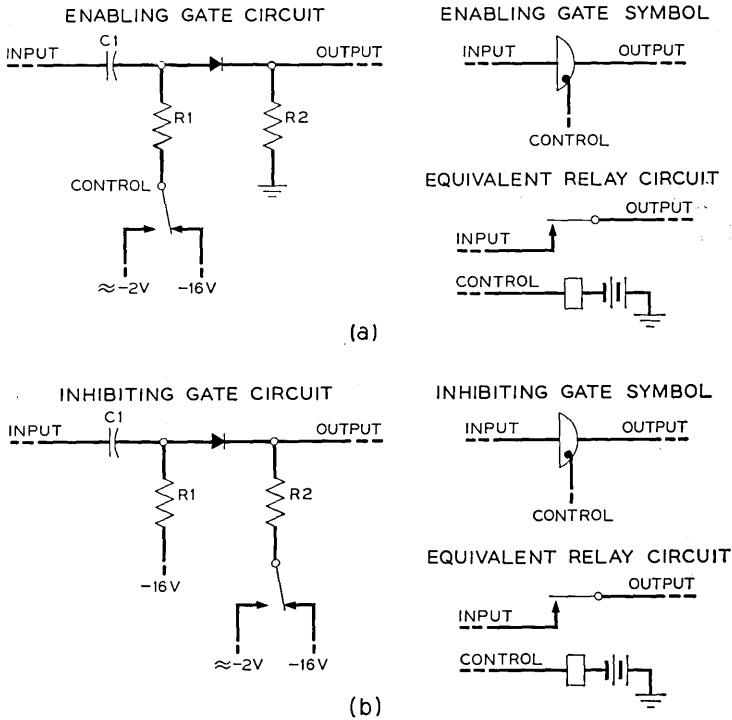 ENABLING GATE CIRCUIT
INPUT
C1
OUTPUT
R1
R2
CONTROL
≈-2V
-16V
ENABLING GATE SYMBOL
INPUT
OUTPUT
CONTROL
EQUIVALENT RELAY CIRCUIT
OUTPUT
INPUT
CONTROL
(a)
INHIBITING GATE CIRCUIT
INPUT
C1
OUTPUT
R1
R2
-16V
≈-2V
-16V
INHIBITING GATE SYMBOL
INPUT
OUTPUT
CONTROL
EQUIVALENT RELAY CIRCUIT
OUTPUT
INPUT
CONTROL
(b)